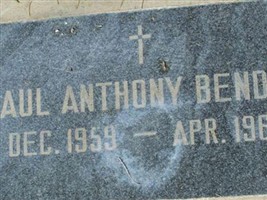 AUL ANTHONY BEND
DEC. 1959 — APR. 196